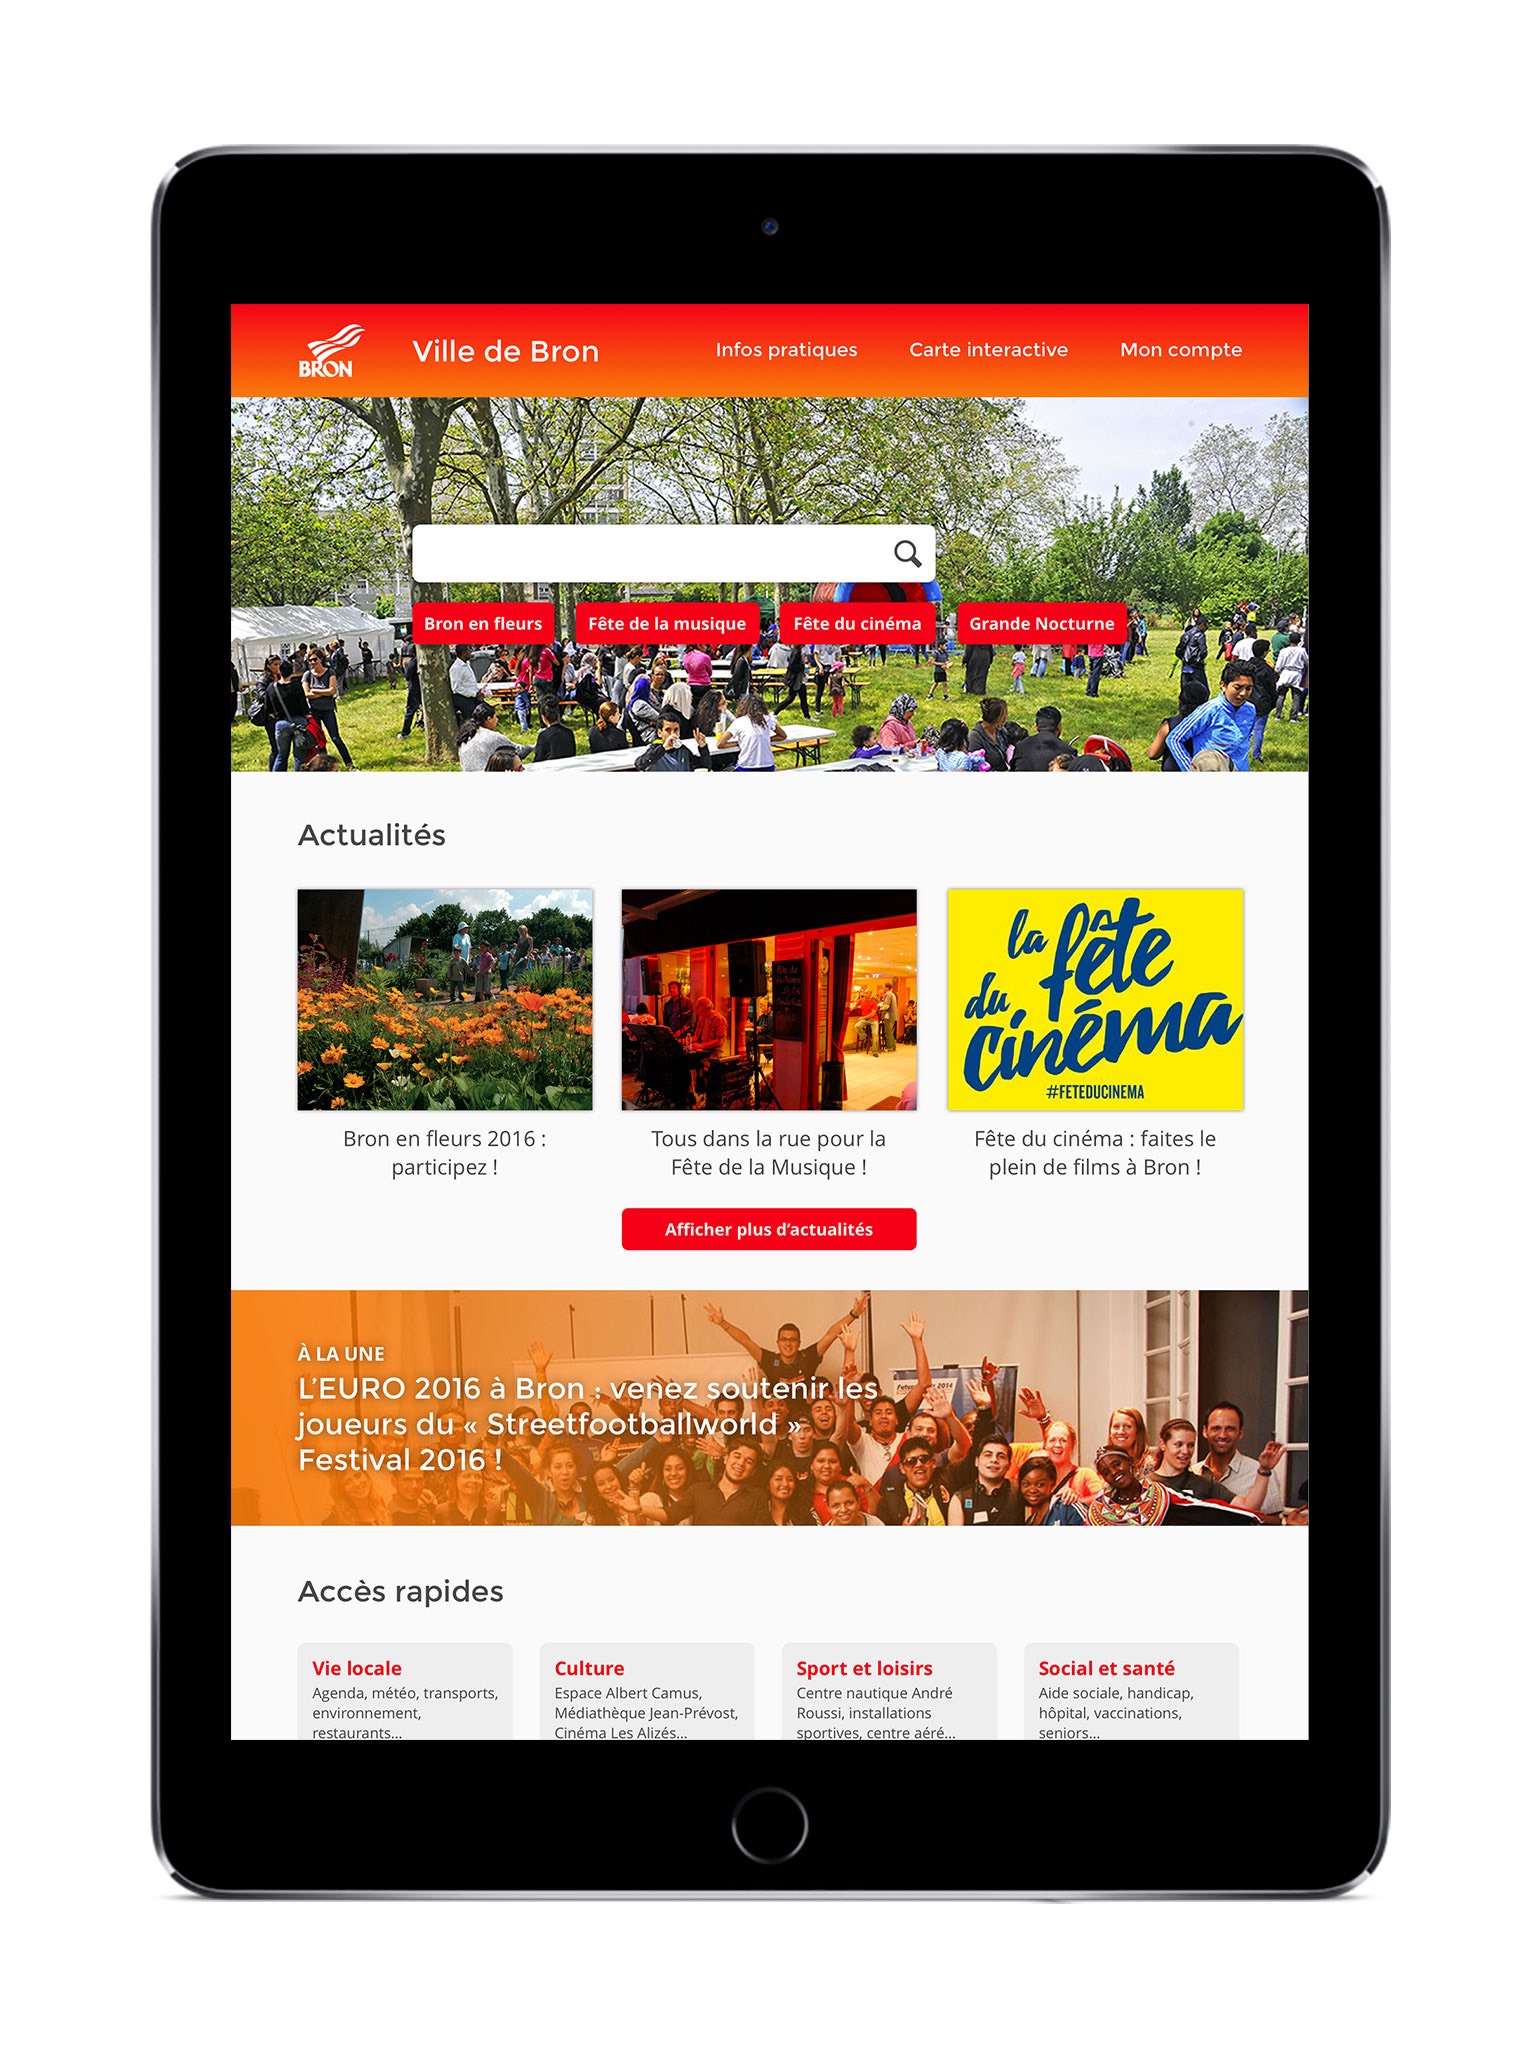 BRON
Ville de Bron
Infos pratiques
Carte interactive
Mon compte
Bron en fleurs
Fête de la musique
Fête du cinéma
Grande Nocturne
Actualités
la fête
du
cinéma
#FETEDUCINEMA
Bron en fleurs 2016 :
participez !
Tous dans la rue pour la
Fête de la Musique !
Fête du cinéma : faites le
plein de films à Bron !
Afficher plus d’actualités
À LA UNE
L’EURO 2016 à Bron : venez soutenir les
joueurs du « Streetfootballworld »
Festival 2016 !
Accès rapides
Vie locale
Agenda, météo, transports,
environnement,
restaurants...
Culture
Espace Albert Camus,
Médiathèque Jean-Prévost,
Cinéma Les Alizés...
Sport et loisirs
Centre nautique André
Roussi, installations
sportives, centre aéré...
Social et santé
Aide sociale, handicap,
hôpital, vaccinations,
seniors...